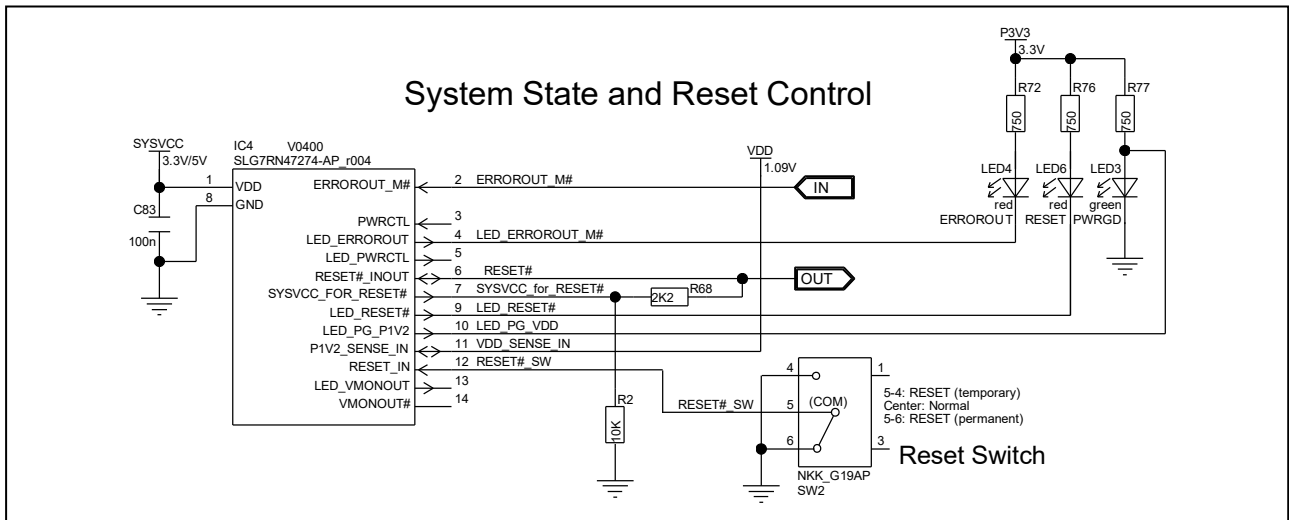 System State and Reset Control
P3V3
3.3V
R72
R76
R77
750
750
750
SYSVCC
3.3V/5V
IC4
V0400
SLG7RN47274-AP_r004
VDD
1.09V
1
VDD
8
GND
C83
100n
ERROROUT_M#
2
ERROROUT_M#
IN
PWRCTL
3
LED_ERROROUT
4
LED_ERROROUT_M#
LED_PWRCTL
5
RESET#_INOUT
6
RESET#
OUT
SYSVCC_FOR_RESET#
7
SYSVCC_for_RESET#
2K2
R68
LED_RESET#
9
LED_RESET#
LED_PG_P1V2
10
LED_PG_VDD
P1V2_SENSE_IN
11
VDD_SENSE_IN
RESET_IN
12
RESET#_SW
LED_VMONOUT
13
VMONOUT#
14
LED4
LED6
LED3
red
red
green
ERROROUT
RESET
PWRGD
R2
10K
RESET#_SW
4
1
5
(COM)
6
3
5-4: RESET (temporary)
Center: Normal
5-6: RESET (permanent)
Reset Switch
NKK_G19AP
SW2